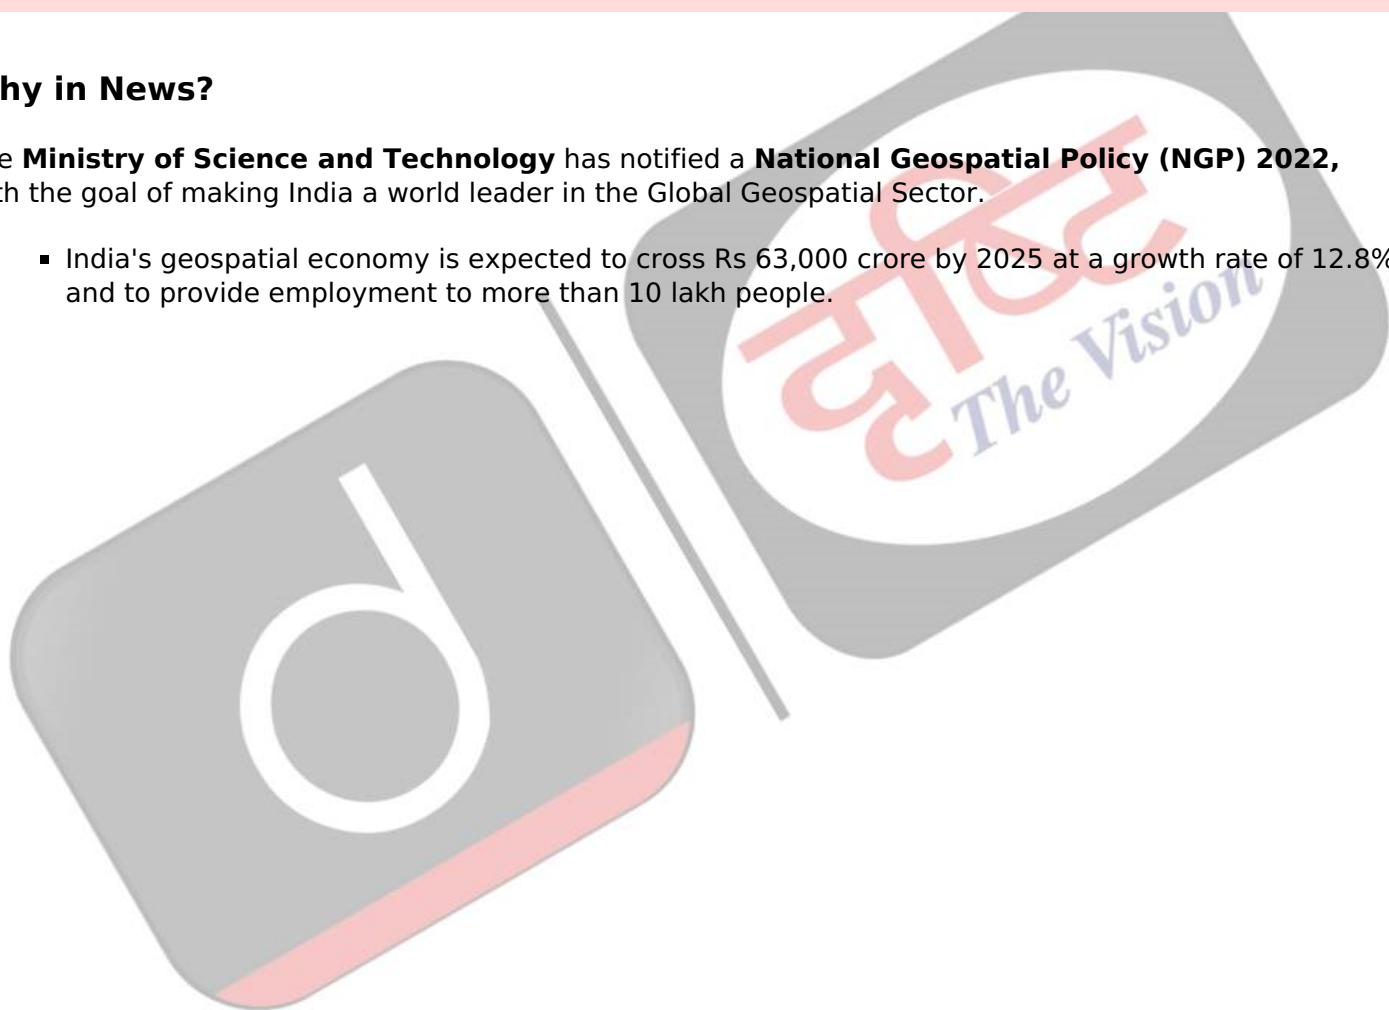 hy in News?
e Ministry of Science and Technology has notified a National Geospatial Policy (NGP) 2022,
th the goal of making India a world leader in the Global Geospatial Sector.
▪ India's geospatial economy is expected to cross Rs 63,000 crore by 2025 at a growth rate of 12.8%
and to provide employment to more than 10 lakh people.
दृष्टि
The Vision
d